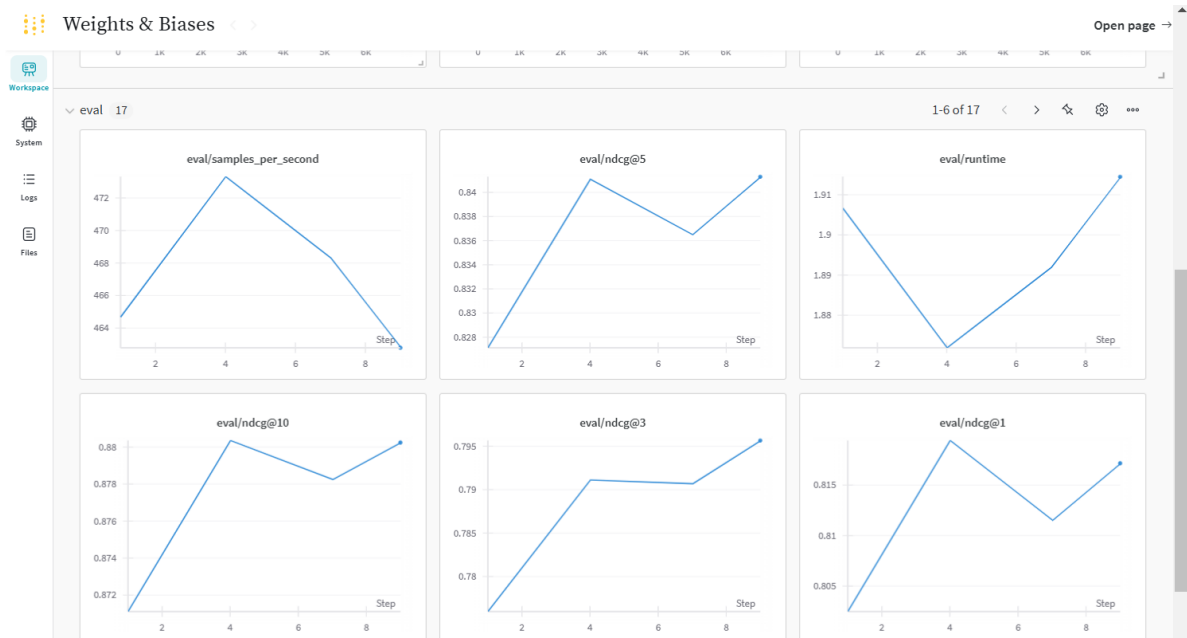 Weights & Biases
Open page →
Workspace
System
Logs
Files
0 1K 2K 3K 4K 5K 6K
0 1K 2K 3K 4K 5K 6K
0 1K 2K 3K 4K 5K 6K
eval 17
1-6 of 17
eval/samples_per_second
472
470
468
466
464
Step
2 4 6 8
eval/ndcg@5
0.84
0.838
0.836
0.834
0.832
0.83
0.828
Step
2 4 6 8
eval/runtime
1.91
1.9
1.89
1.88
Step
2 4 6 8
eval/ndcg@10
0.88
0.878
0.876
0.874
0.872
Step
2 4 6 8
eval/ndcg@3
0.795
0.79
0.785
0.78
Step
2 4 6 8
eval/ndcg@1
0.815
0.81
0.805
Step
2 4 6 8